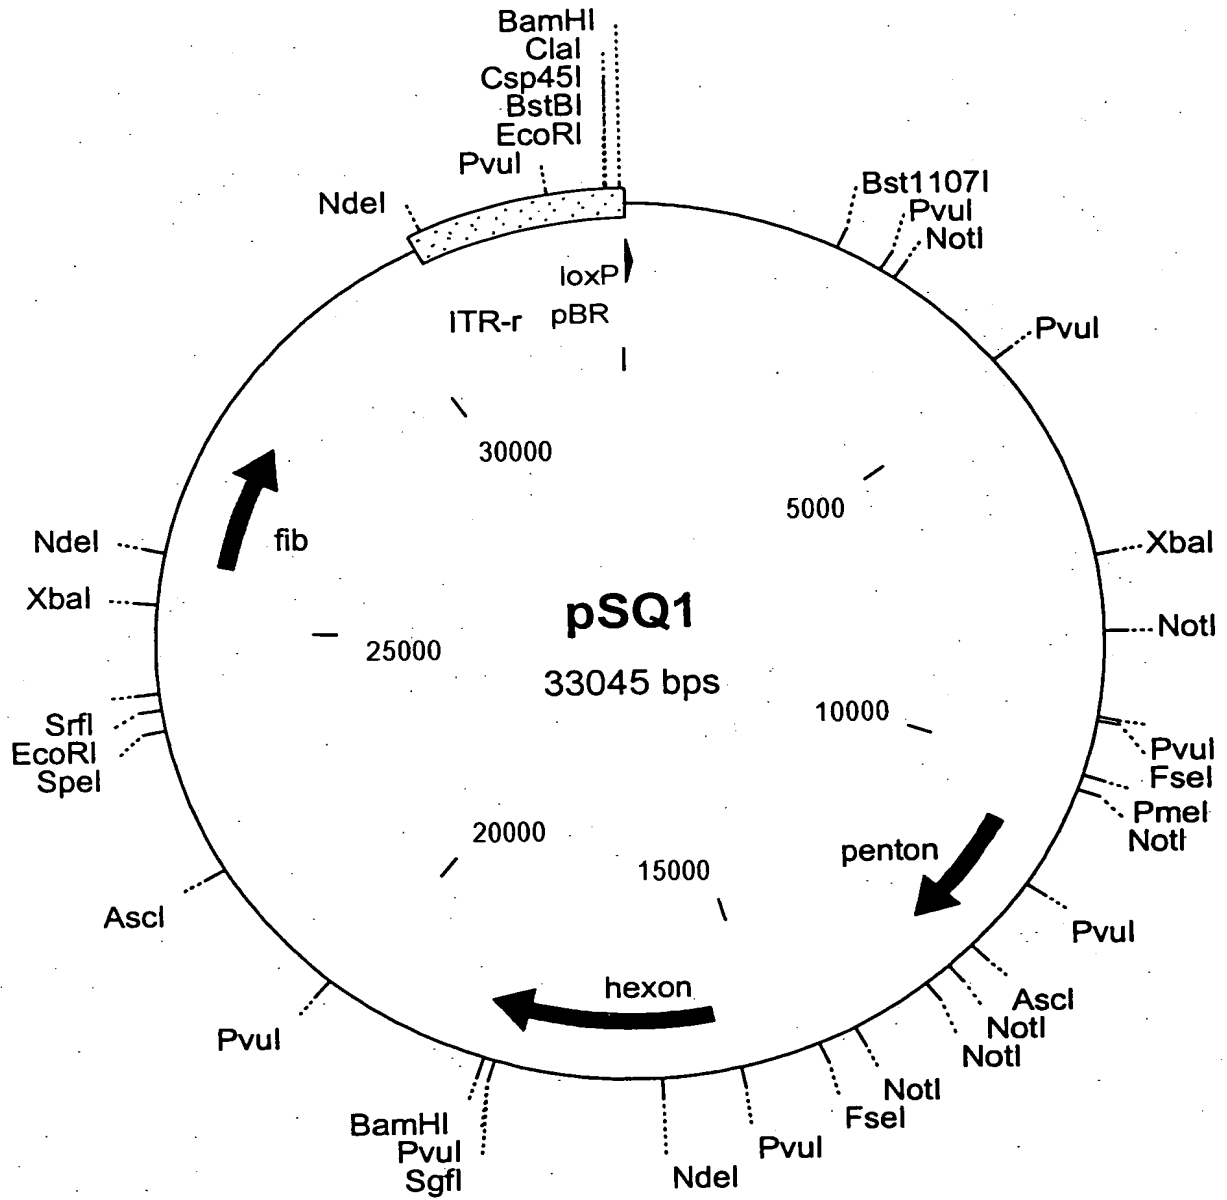 BamHI
ClaI
Csp45I
BstBI
EcoRI
PvuI
NdeI
Bst1107I
PvuI
NotI
loxP
ITR-r pBR
PvuI
30000
5000
NdeI
fib
XbaI
XbaI
pSQ1
NotI
25000
33045 bps
10000
SrfI
EcoRI
SpeI
PvuI
FseI
PmeI
NotI
20000
penton
15000
AscI
PvuI
hexon
AscI
NotI
NotI
PvuI
NotI
FseI
BamHI
PvuI
SgfI
PvuI
NdeI